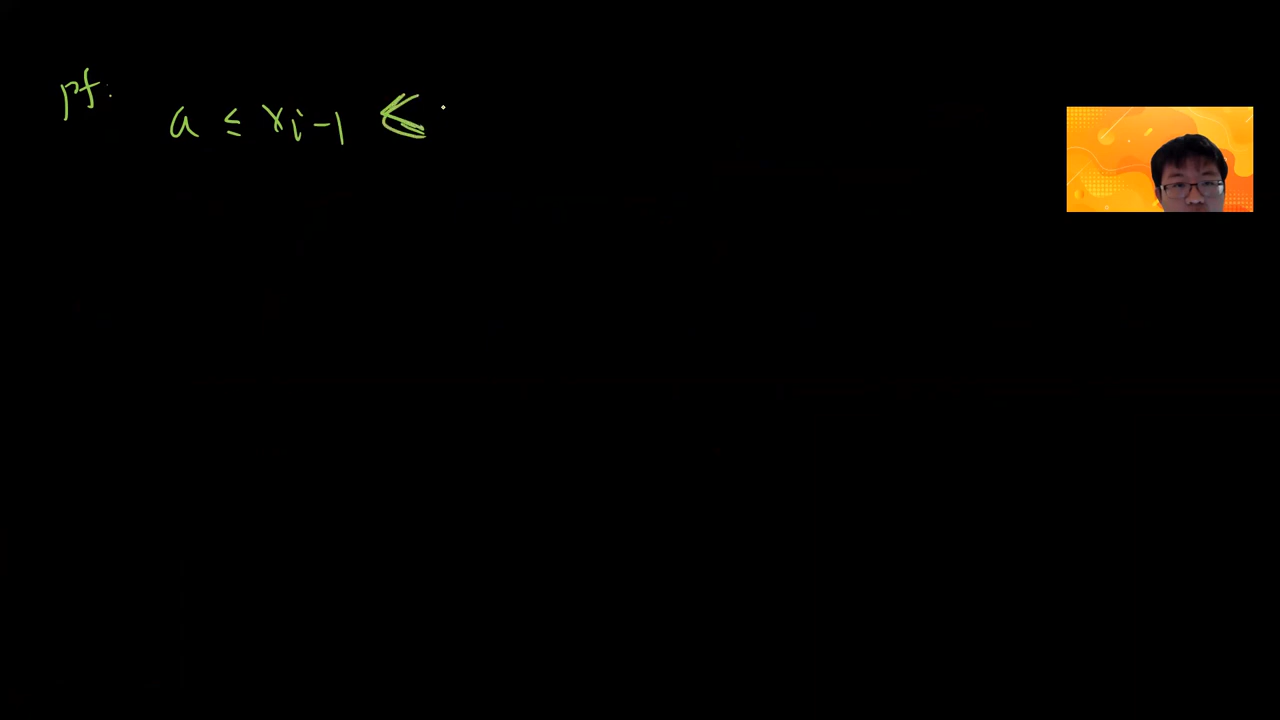 pf:
a ≤ x_{i-1} <